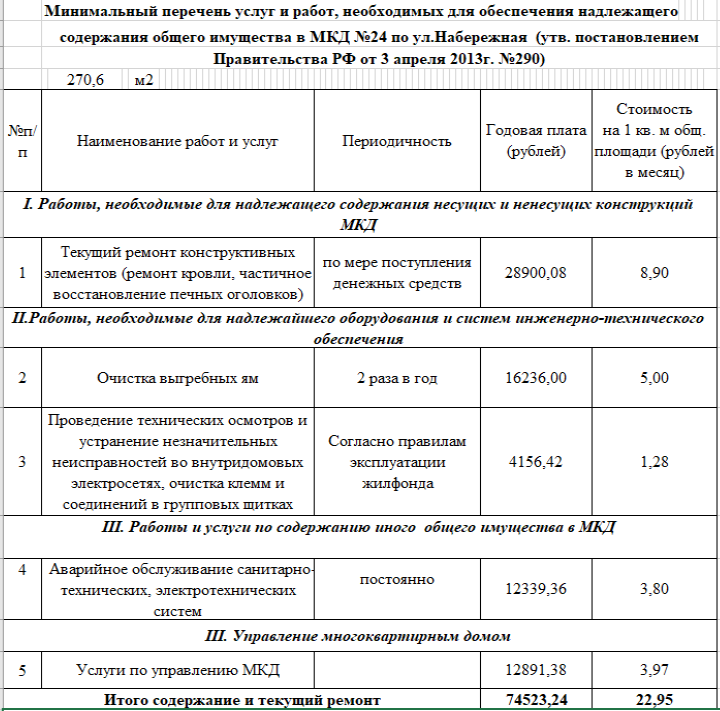 Минимальный перечень услуг и работ, необходимых для обеспечения надлежащего
содержания общего имущества в МКД №24 по ул.Набережная (утв. постановлением
Правительства РФ от 3 апреля 2013г. №290)
270,6 м2
№п/
п
Наименование работ и услуг
Периодичность
Годовая плата
(рублей)
Стоимость
на 1 кв. м общ.
площади (рублей
в месяц)
I. Работы, необходимые для надлежащего содержания несущих и ненесущих конструкций
МКД
1
Текущий ремонт конструктивных
элементов (ремонт кровли, частичное
восстановление печных оголовков)
по мере поступления
денежных средств
28900,08
8,90
II.Работы, необходимые для надлежайшего оборудования и систем инженерно-технического
обеспечения
2
Очистка выгребных ям
2 раза в год
16236,00
5,00
3
Проведение технических осмотров и
устранение незначительных
неисправностей во внутридомовых
электросетях, очистка клемм и
соединений в групповых щитках
Согласно правилам
эксплуатации
жилфонда
4156,42
1,28
III. Работы и услуги по содержанию иного общего имущества в МКД
4
Аварийное обслуживание санитарно-
технических, электротехнических
систем
постоянно
12339,36
3,80
III. Управление многоквартирным домом
5
Услуги по управлению МКД
12891,38
3,97
Итого содержание и текущий ремонт
74523,24
22,95